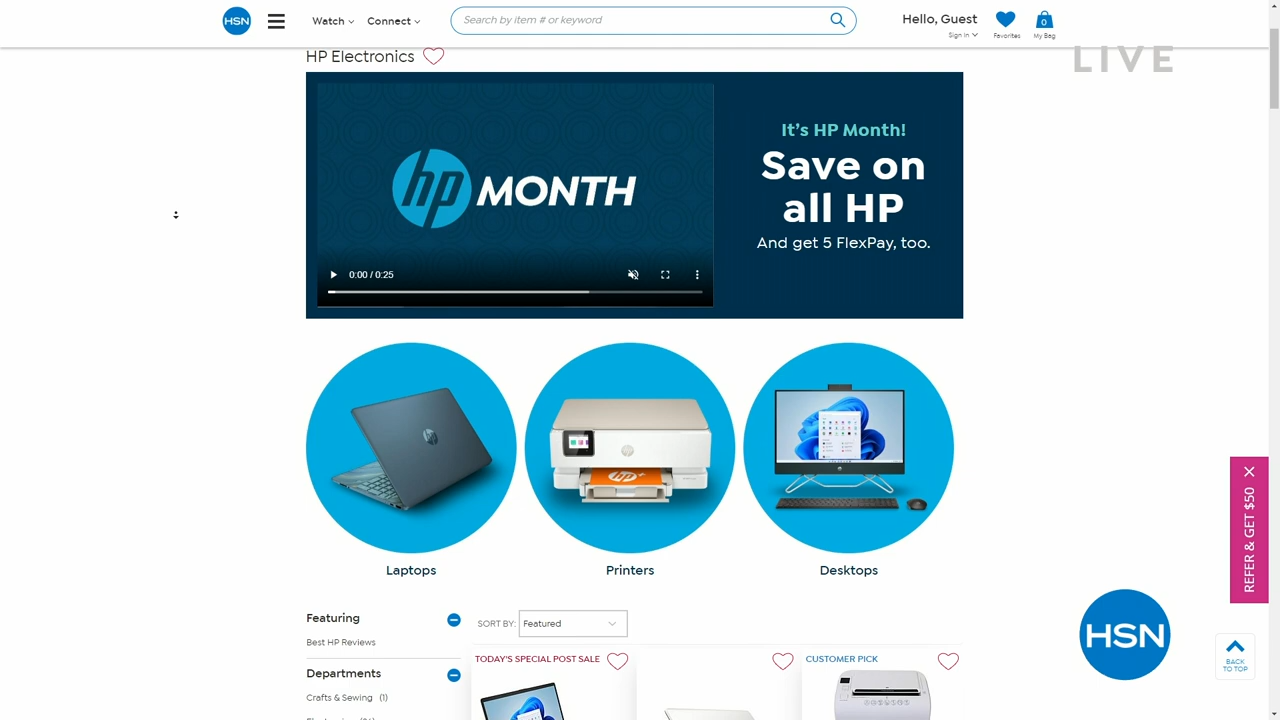 HSN
Watch
Connect
Search by item # or keyword
Hello, Guest
Sign In
Favorites
0
My Bag
HP Electronics
LIVE
hp MONTH
0:00 / 0:25
It's HP Month!
Save on
all HP
And get 5 FlexPay, too.
hp
Laptops
Printers
Desktops
REFER & GET $50
Featuring
Best HP Reviews
SORT BY: Featured
Departments
Crafts & Sewing (1)
TODAY'S SPECIAL POST SALE
CUSTOMER PICK
HSN
BACK
TO TOP